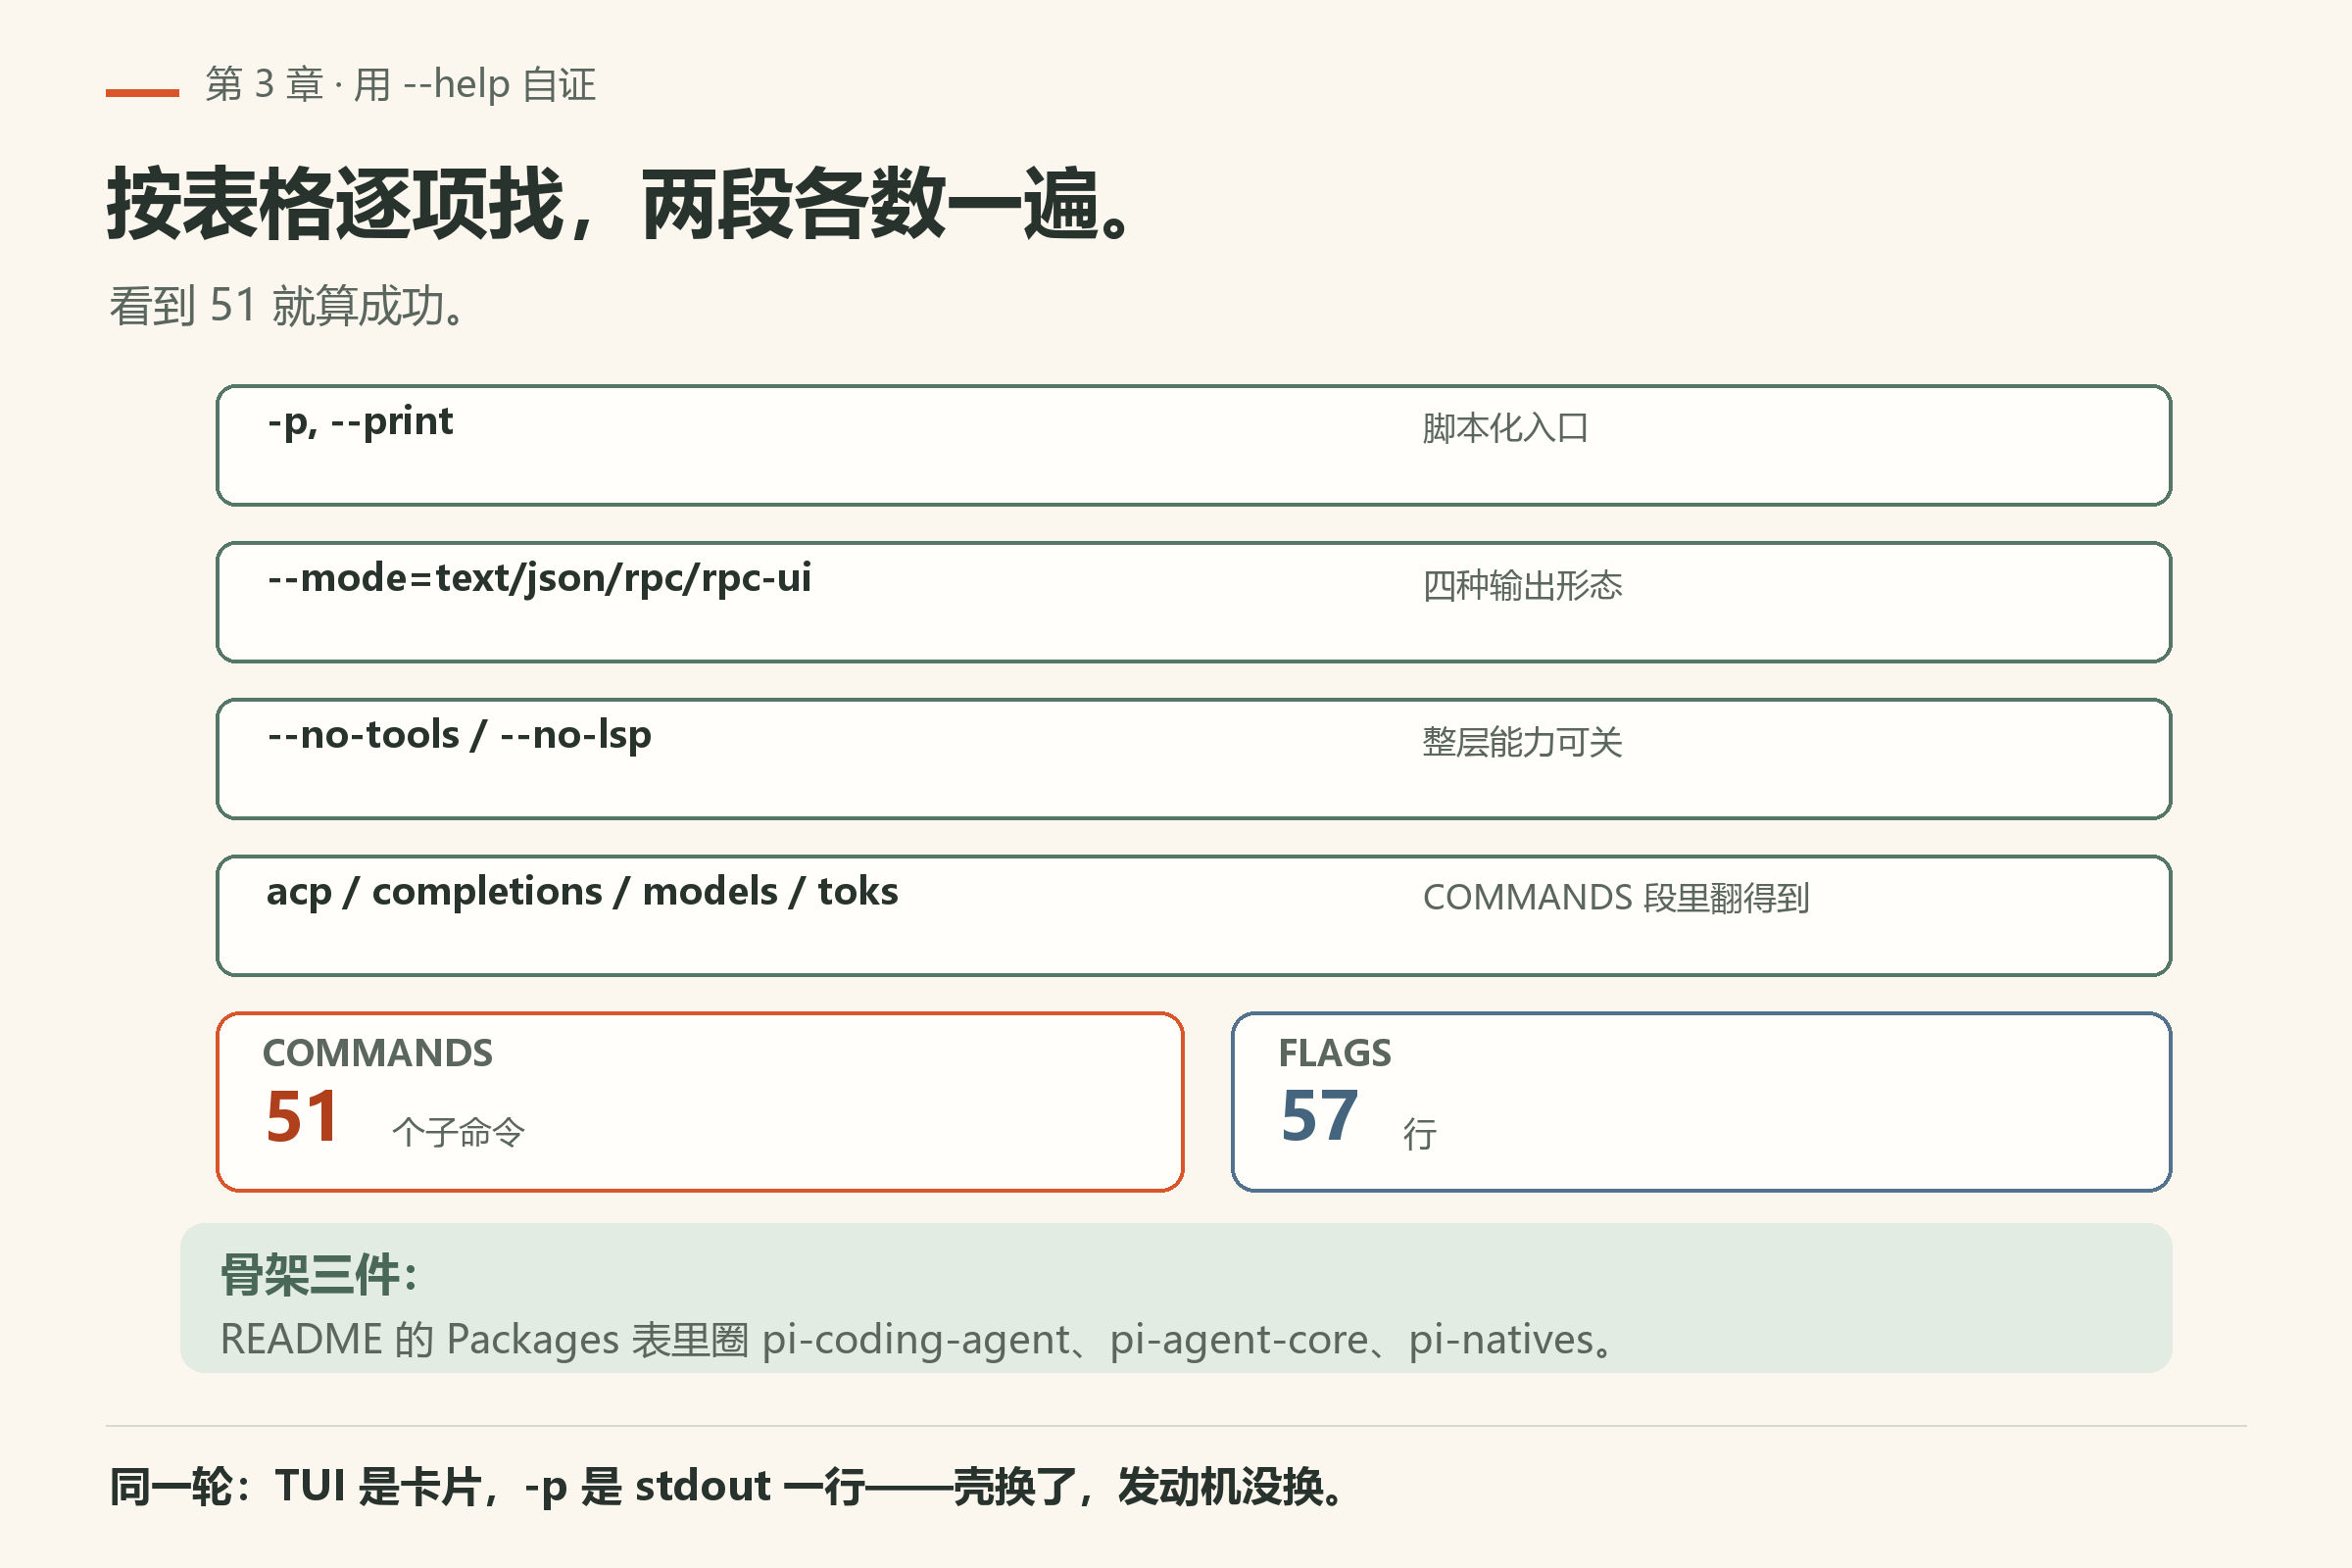 第 3 章 · 用 --help 自证
按表格逐项找，两段各数一遍。
看到 51 就算成功。
-p, --print
脚本化入口
--mode=text/json/rpc/rpc-ui
四种输出形态
--no-tools / --no-lsp
整层能力可关
acp / completions / models / toks
COMMANDS 段里翻得到
COMMANDS
51 个子命令
FLAGS
57 行
骨架三件：
README 的 Packages 表里圈 pi-coding-agent、pi-agent-core、pi-natives。
同一轮：TUI 是卡片，-p 是 stdout 一行——壳换了，发动机没换。